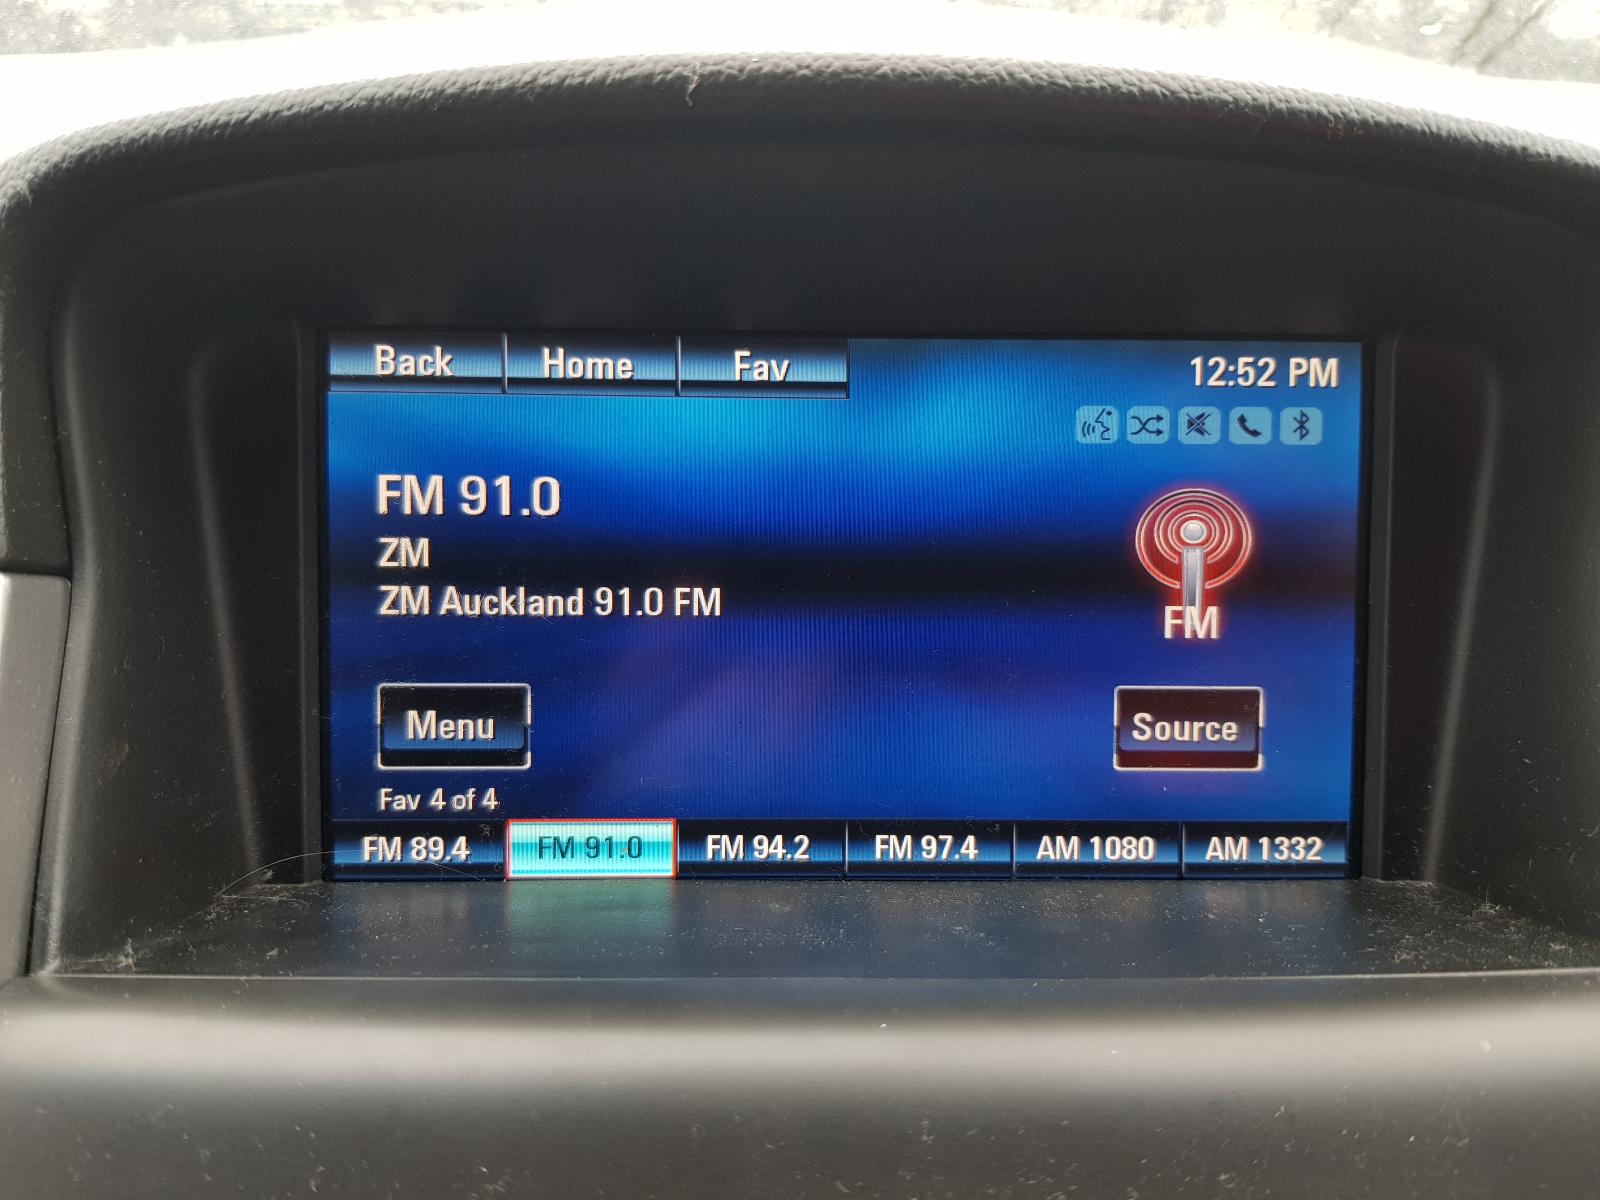 Back Home Fav 12:52 PM
FM 91.0
ZM
ZM Auckland 91.0 FM
FM
Menu Source
Fav 4 of 4
FM 89.4 FM 91.0 FM 94.2 FM 97.4 AM 1080 AM 1332